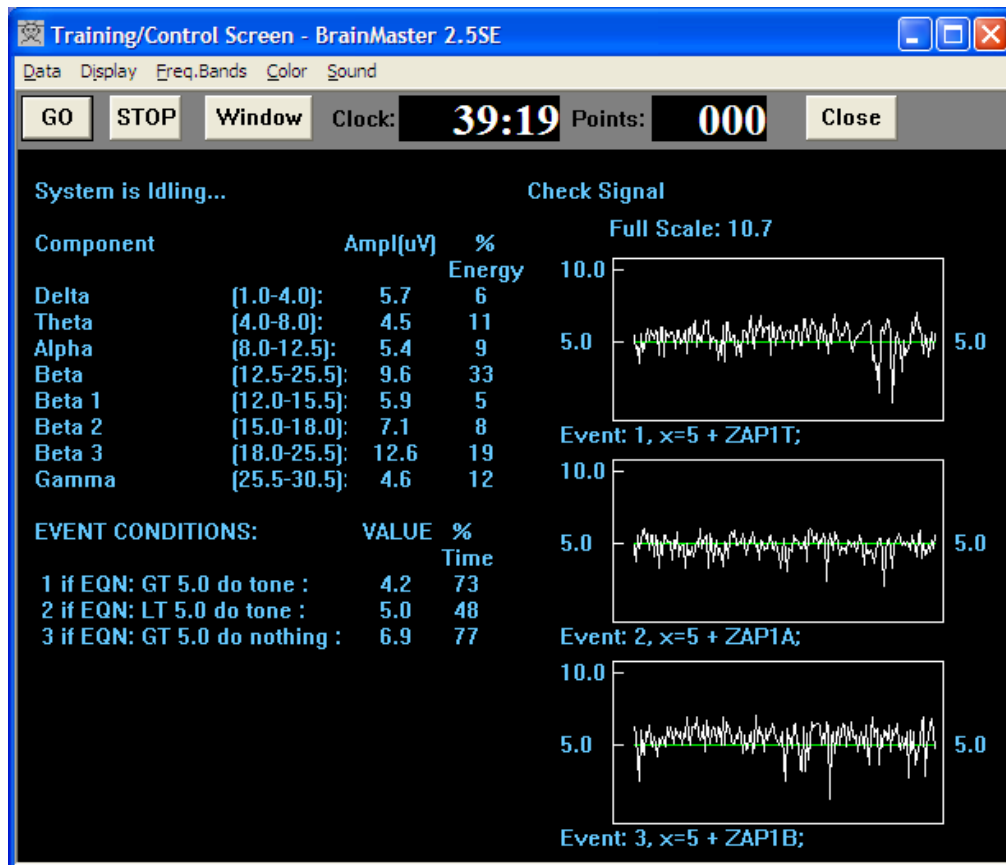 Training/Control Screen - BrainMaster 2.5SE
Data Display Freq.Bands Color Sound
GO STOP Window Clock: 39:19 Points: 000 Close
System is Idling...
Check Signal
Component Ampl(uV) %
Energy
Delta (1.0-4.0): 5.7 6
Theta (4.0-8.0): 4.5 11
Alpha (8.0-12.5): 5.4 9
Beta (12.5-25.5): 9.6 33
Beta 1 (12.0-15.5): 5.9 5
Beta 2 (15.0-18.0): 7.1 8
Beta 3 (18.0-25.5): 12.6 19
Gamma (25.5-30.5): 4.6 12
EVENT CONDITIONS: VALUE %
Time
1 if EQN: GT 5.0 do tone : 4.2 73
2 if EQN: LT 5.0 do tone : 5.0 48
3 if EQN: GT 5.0 do nothing : 6.9 77
Full Scale: 10.7
10.0
5.0 5.0
Event: 1, x=5 + ZAP1T;
10.0
5.0 5.0
Event: 2, x=5 + ZAP1A;
10.0
5.0 5.0
Event: 3, x=5 + ZAP1B;